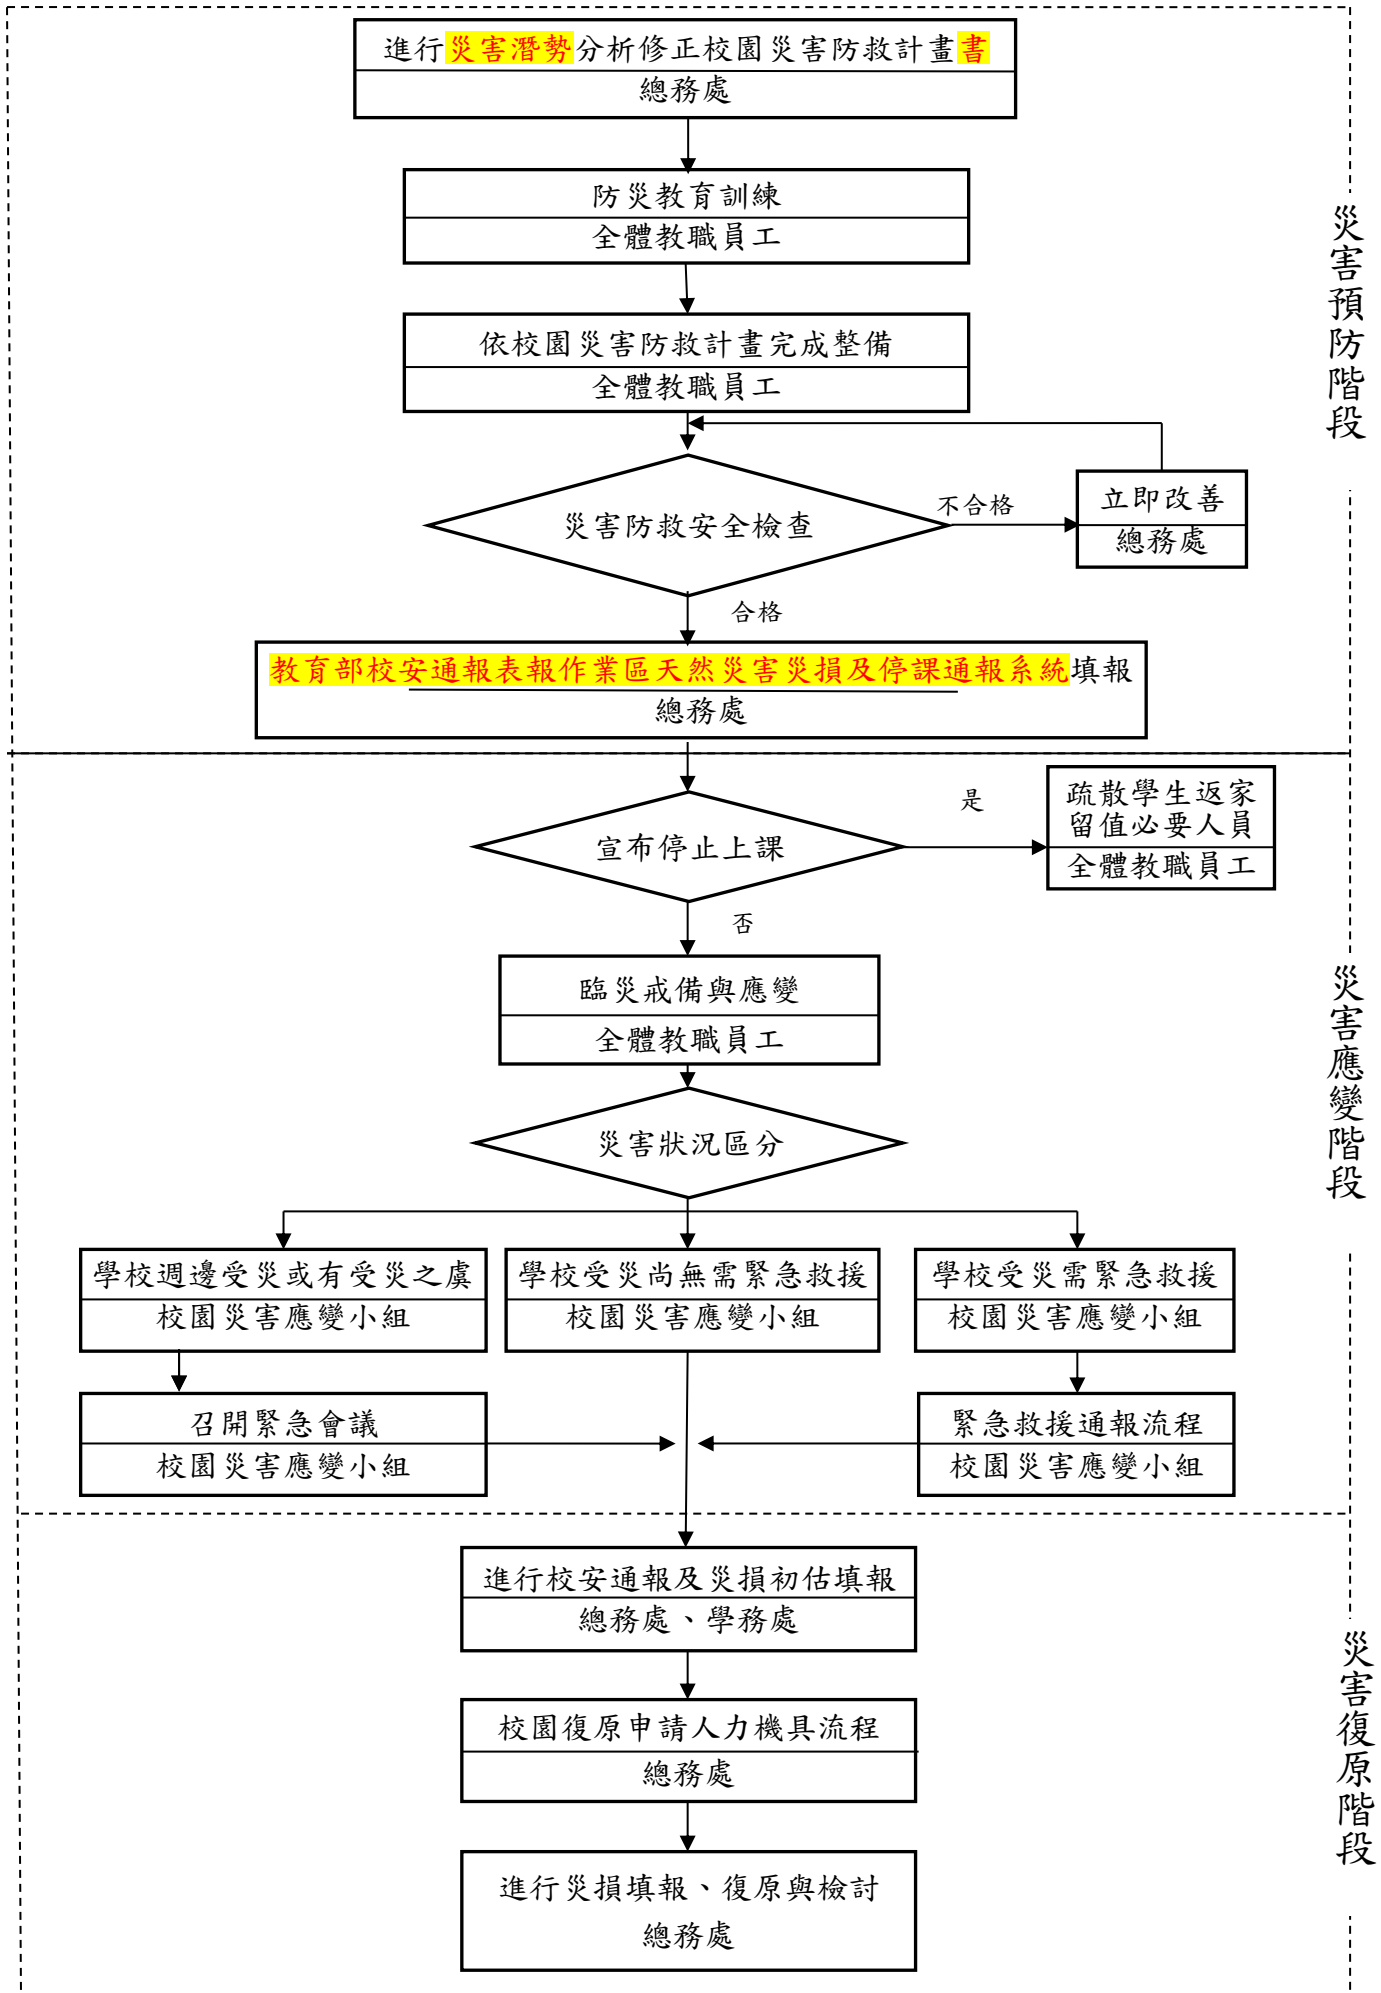 進行災害潛勢分析修正校園災害防救計畫書
總務處
防災教育訓練
全體教職員工
依校園災害防救計畫完成整備
全體教職員工
災害防救安全檢查
不合格
立即改善
總務處
合格
教育部校安通報表報作業區天然災害災損及停課通報系統填報
總務處
災害預防階段
宣布停止上課
是
疏散學生返家
留值必要人員
全體教職員工
否
臨災戒備與應變
全體教職員工
災害狀況區分
學校週邊受災或有受災之虞
校園災害應變小組
學校受災尚無需緊急救援
校園災害應變小組
學校受災需緊急救援
校園災害應變小組
召開緊急會議
校園災害應變小組
緊急救援通報流程
校園災害應變小組
災害應變階段
進行校安通報及災損初估填報
總務處、學務處
校園復原申請人力機具流程
總務處
進行災損填報、復原與檢討
總務處
災害復原階段